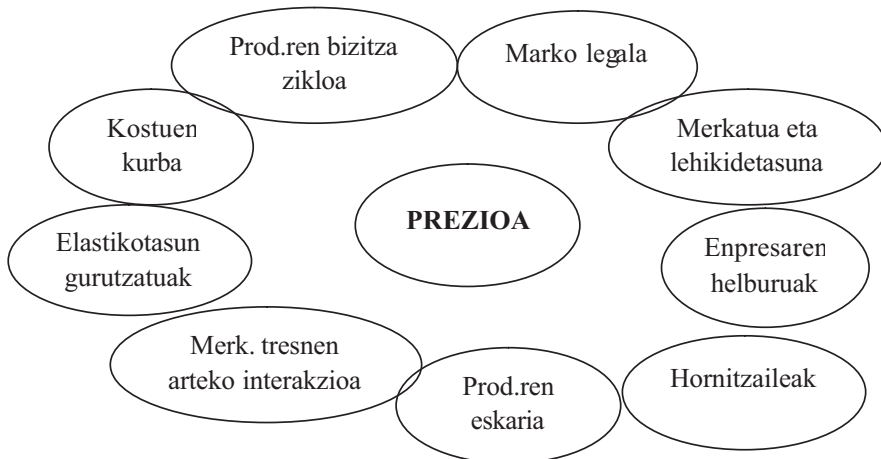 Prod.ren bizitza
zikloa
Marko legala
Kostuen
kurba
Merkatua eta
lehikidetasuna
PREZIOA
Elastikotasun
gurutzatuak
Enpresaren
helburuak
Merk. tresnen
arteko interakzioa
Prod.ren
eskaria
Hornitzaileak